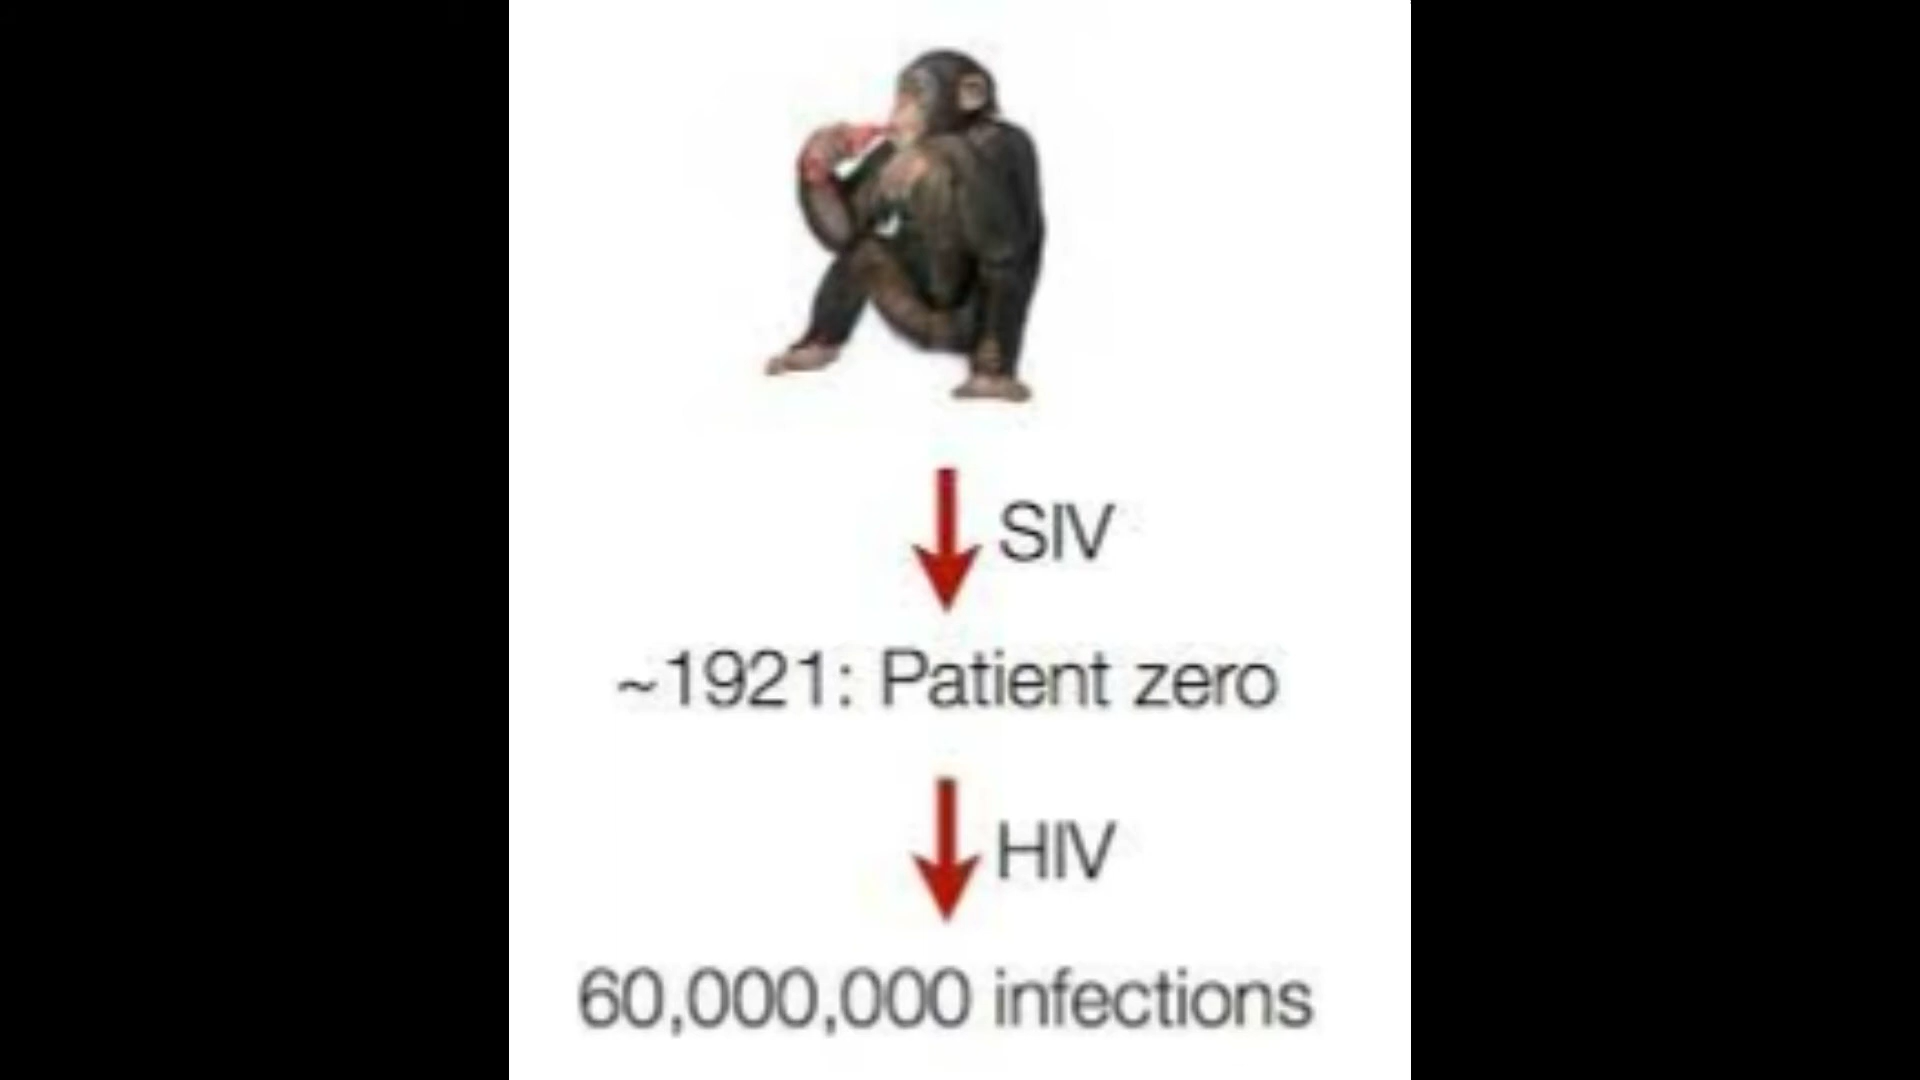 SIV
~1921: Patient zero
HIV
60,000,000 infections